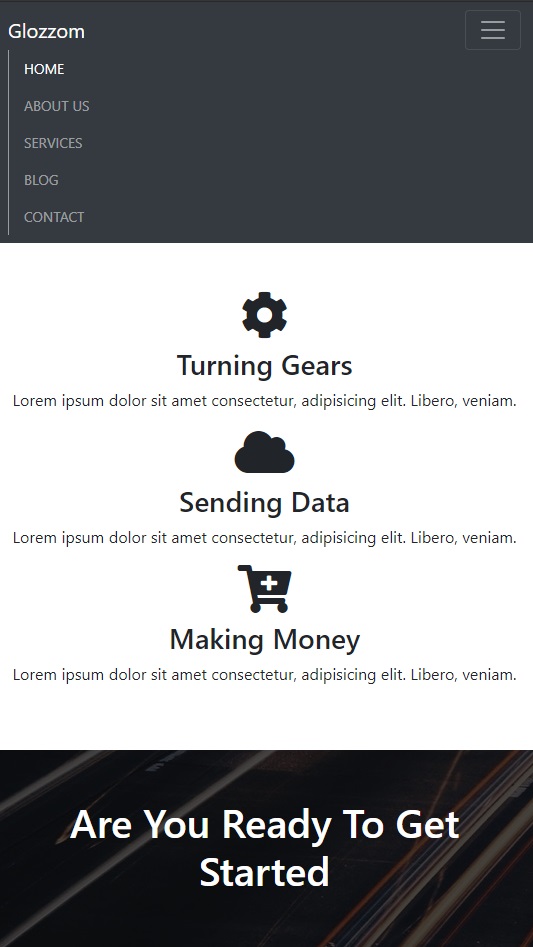 Glozzom
HOME
ABOUT US
SERVICES
BLOG
CONTACT
Turning Gears
Lorem ipsum dolor sit amet consectetur, adipisicing elit. Libero, veniam.
Sending Data
Lorem ipsum dolor sit amet consectetur, adipisicing elit. Libero, veniam.
Making Money
Lorem ipsum dolor sit amet consectetur, adipisicing elit. Libero, veniam.
Are You Ready To Get
Started